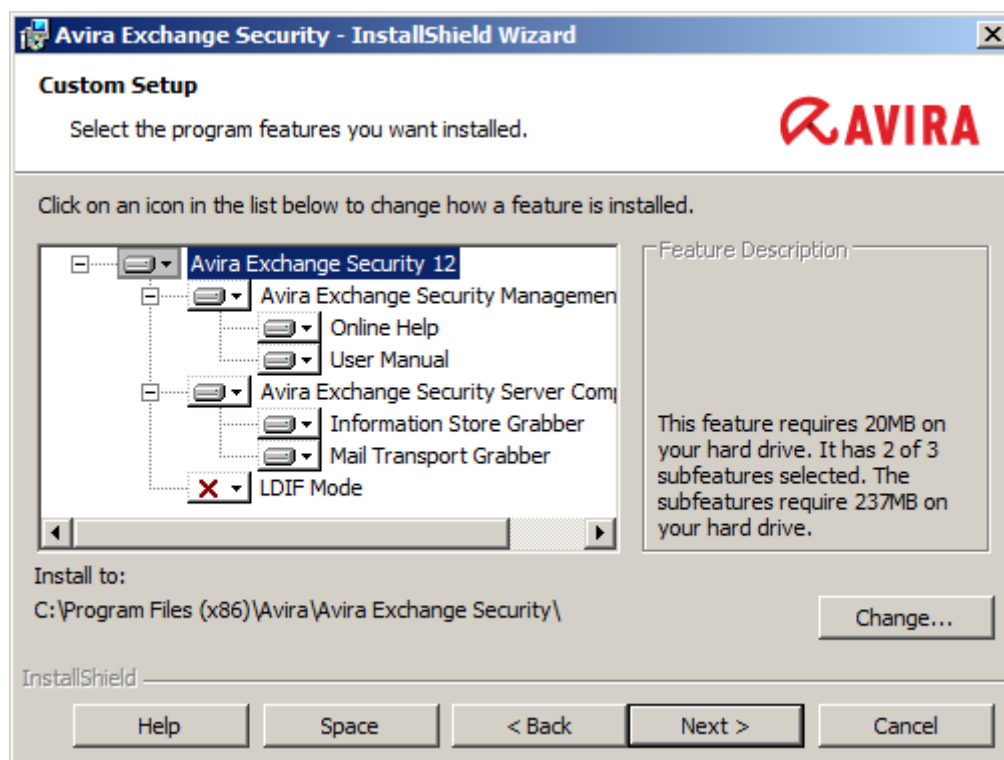 Avira Exchange Security - InstallShield Wizard
Custom Setup
Select the program features you want installed.
AVIRA
Click on an icon in the list below to change how a feature is installed.
Avira Exchange Security 12
Avira Exchange Security Managemen
Online Help
User Manual
Avira Exchange Security Server Com
Information Store Grabber
Mail Transport Grabber
LDIF Mode
Feature Description
This feature requires 20MB on
your hard drive. It has 2 of 3
subfeatures selected. The
subfeatures require 237MB on
your hard drive.
Install to:
C:\Program Files (x86)\Avira\Avira Exchange Security\
Change...
InstallShield
Help
Space
< Back
Next >
Cancel